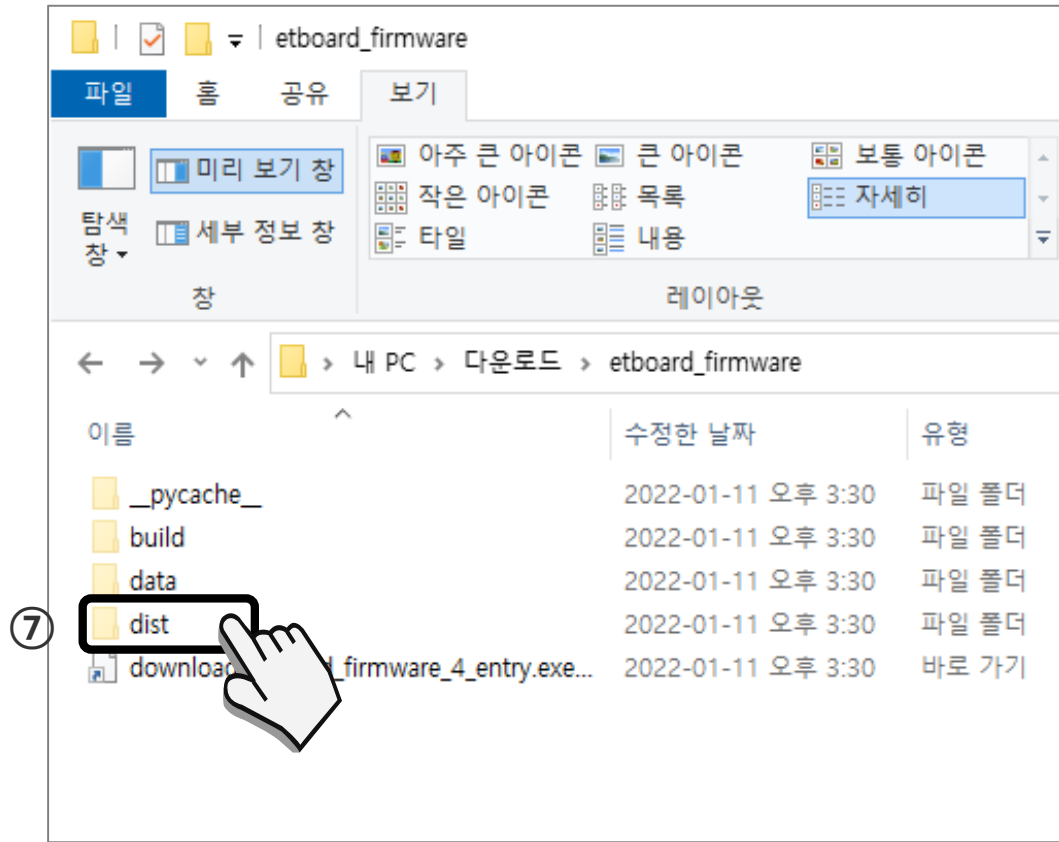 etboard_firmware
파일 홈 공유 보기
미리 보기 창
세부 정보 창
탐색
창
아주 큰 아이콘 큰 아이콘 보통 아이콘
작은 아이콘 목록 자세히
타일 내용
창 레이아웃
내 PC > 다운로드 > etboard_firmware
이름 수정한 날짜 유형
__pycache__ 2022-01-11 오후 3:30 파일 폴더
build 2022-01-11 오후 3:30 파일 폴더
data 2022-01-11 오후 3:30 파일 폴더
⑦ dist 2022-01-11 오후 3:30 파일 폴더
_firmware_4_entry.exe... 2022-01-11 오후 3:30 바로 가기